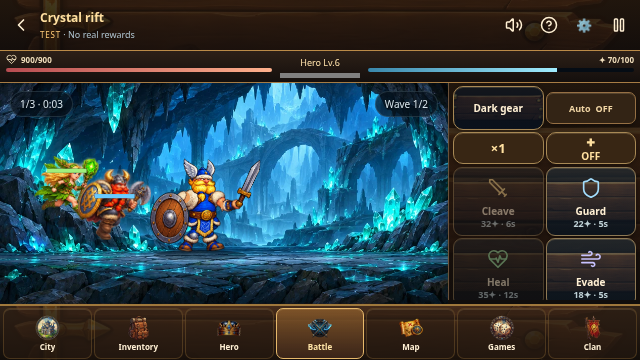 Crystal rift
TEST · No real rewards
900/900
Hero Lv.6
✦ 70/100
1/3 · 0:03
Wave 1/2
Dark gear
Auto OFF
×1
+
OFF
Cleave
32✦ · 6s
Guard
22✦ · 5s
Heal
35✦ · 12s
Evade
18✦ · 5s
City
Inventory
Hero
Battle
Map
Games
Clan